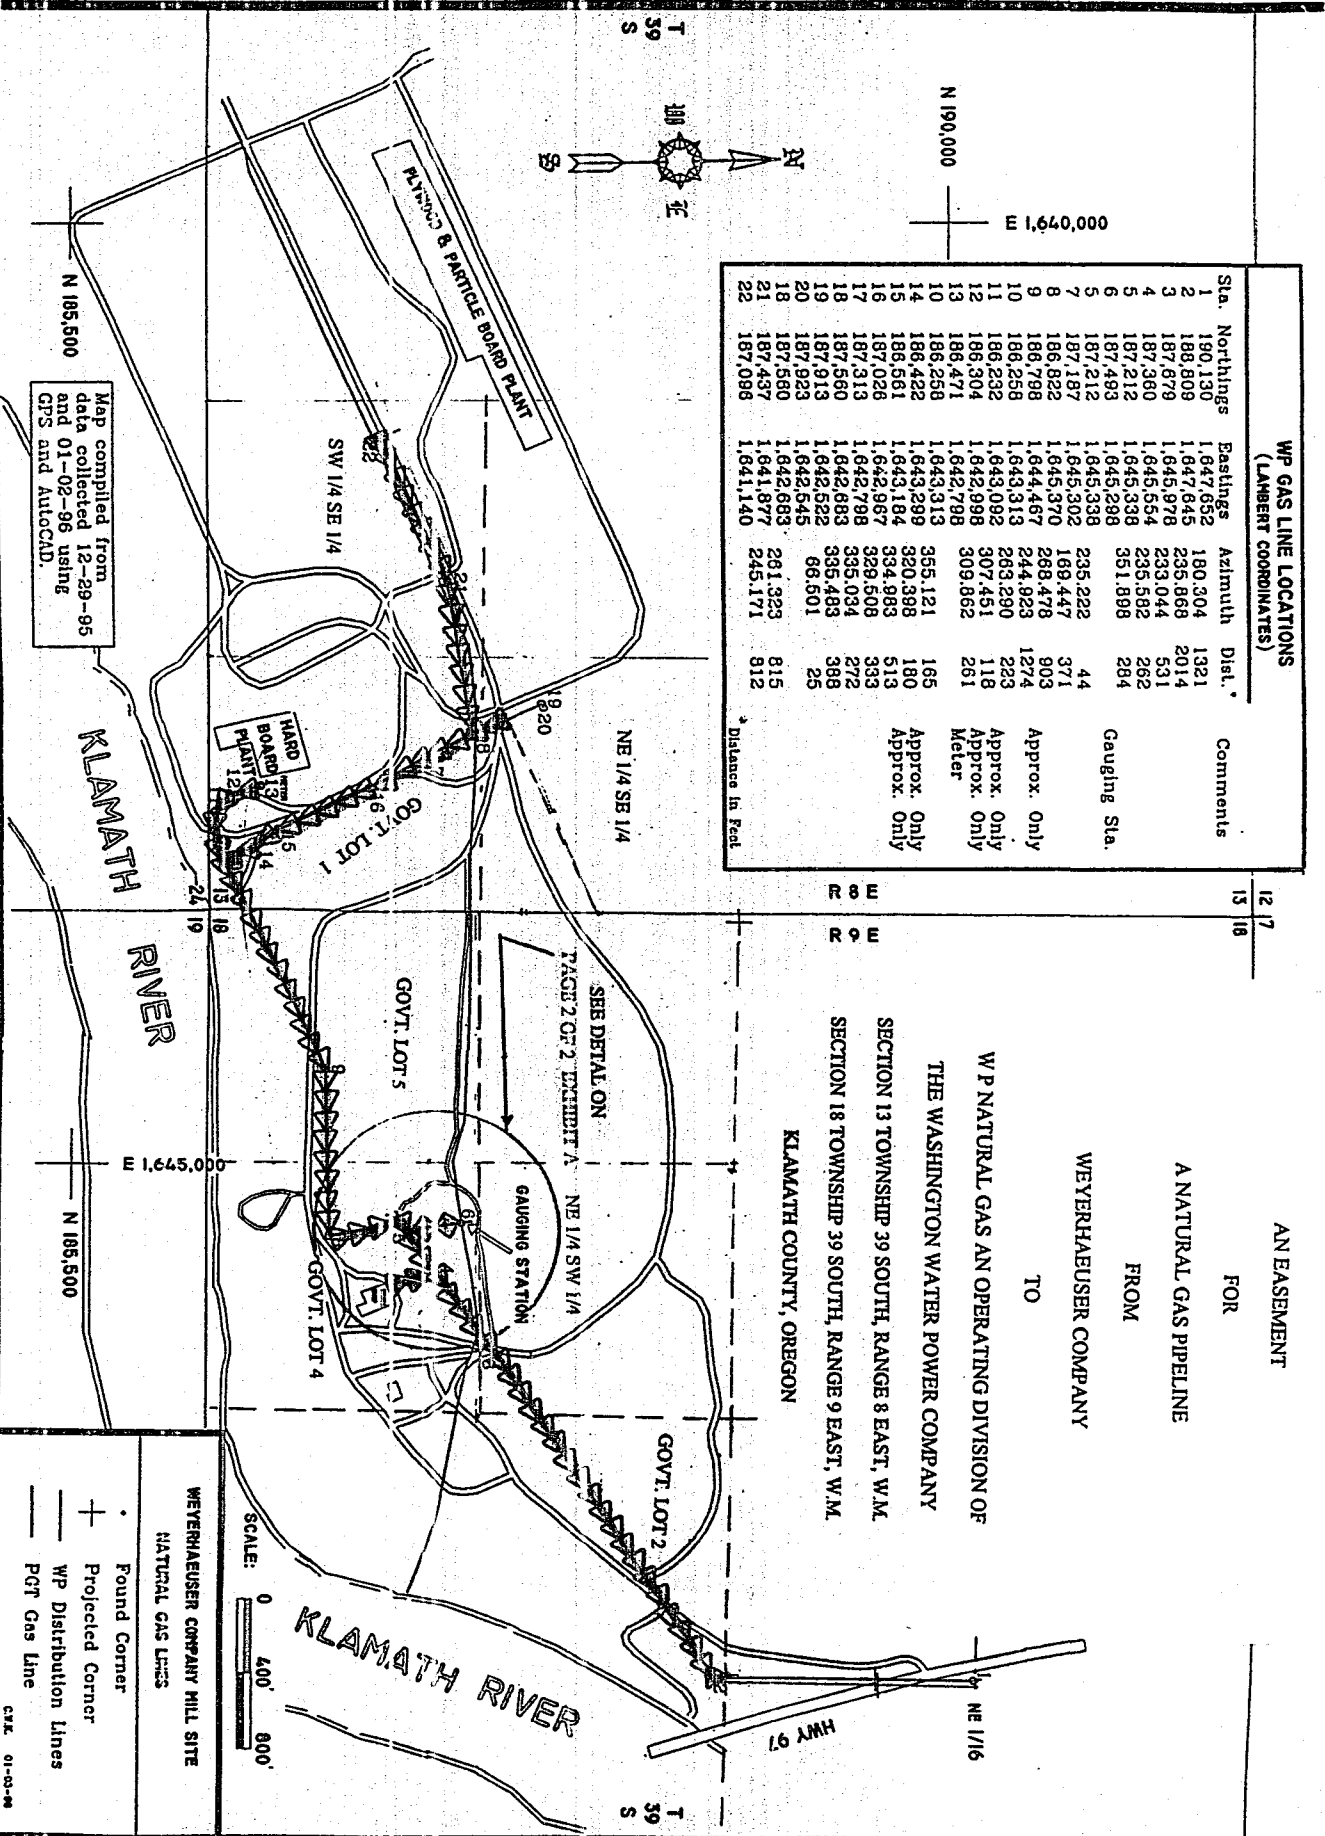 AN EASEMENT
FOR
A NATURAL GAS PIPELINE
FROM
WEYERHAEUSER COMPANY
TO
W P NATURAL GAS AN OPERATING DIVISION OF
THE WASHINGTON WATER POWER COMPANY
SECTION 13 TOWNSHIP 39 SOUTH, RANGE 8 EAST, W.M.
SECTION 18 TOWNSHIP 39 SOUTH, RANGE 9 EAST, W.M.
KLAMATH COUNTY, OREGON
WP GAS LINE LOCATIONS
(LAMBERT COORDINATES)
Sta. Northings Eastings Azimuth Dist.* Comments
1 190,130 1,647,652 180.304 1321
2 188,809 1,647,645 235.868 2014
3 187,679 1,645,978 233.044 531
4 187,360 1,645,554 235.582 262
5 187,212 1,645,338 351.898 284
6 187,493 1,645,298 Gauging Sta.
5 187,212 1,645,338 235.222 44
7 187,187 1,645,302 169.447 371
8 186,822 1,645,370 268.478 903
9 186,798 1,644,467 244.923 1274 Approx. Only
10 186,258 1,643,313 263.290 223
11 186,232 1,643,092 307.451 118 Approx. Only
12 186,304 1,642,998 309.862 261 Approx. Only
13 186,471 1,642,798 Meter
10 186,258 1,643,313 355.121 165
14 186,422 1,643,299 320.398 180 Approx. Only
15 186,561 1,643,184 334.983 513 Approx. Only
16 187,026 1,642,967 329.508 333
17 187,313 1,642,798 335.034 272
18 187,560 1,642,683 335.483 388
19 187,913 1,642,522 66.501 25
20 187,923 1,642,545
18 187,560 1,642,683 261.323 815
21 187,437 1,641,877 245.171 812
22 187,096 1,641,140
* Distance in Feet
12 7
13 18
N 190,000
E 1,640,000
T
39
S
N
S
E
R 8 E
R 9 E
NE 1/16
HWY 97
T
39
S
PLYWOOD & PARTICLE BOARD PLANT
NE 1/4 SE 1/4
SW 1/4 SE 1/4
19
20
21
22
18
16
15
14
13
12
HARD
BOARD
PLANT
GOVT. LOT 1
SEE DETAIL ON
PAGE 2 OF 2 EXHIBIT A
NE 1/4 SW 1/4
GOVT. LOT 2
GAUGING STATION
6
GOVT. LOT 5
9
GOVT. LOT 4
13 18
24 19
N 185,500
E 1,645,000
N 185,500
KLAMATH
RIVER
KLAMATH RIVER
Map compiled from
data collected 12-29-95
and 01-02-96 using
GPS and AutoCAD.
SCALE: 0 400' 800'
WEYERHAEUSER COMPANY MILL SITE
NATURAL GAS LINES
Found Corner
Projected Corner
WP Distribution Lines
PGT Gas Line